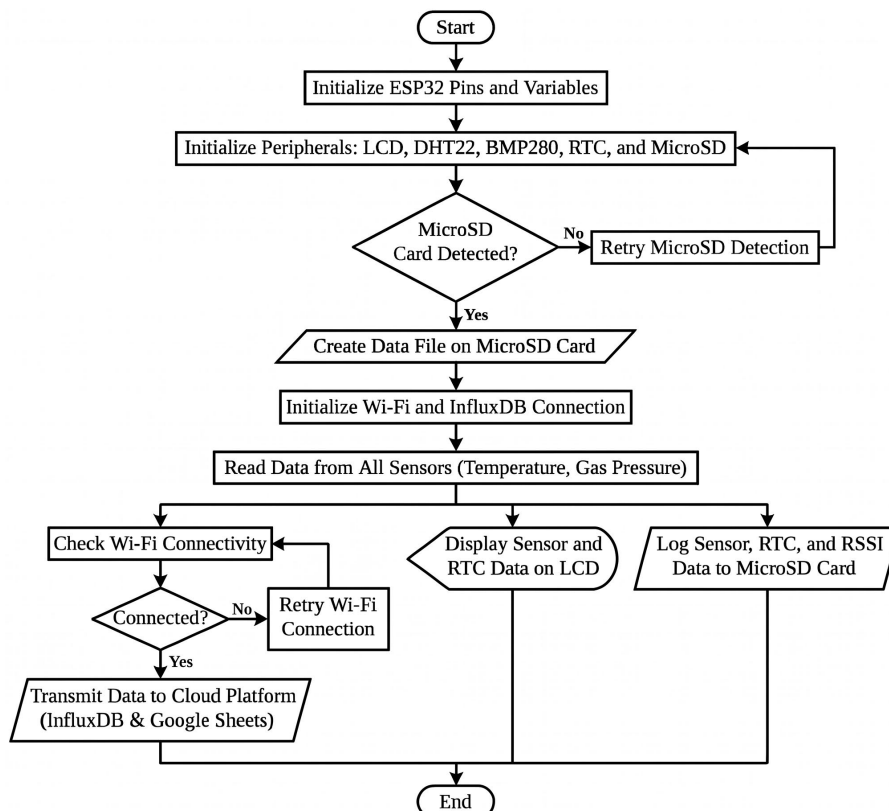 Start
Initialize ESP32 Pins and Variables
Initialize Peripherals: LCD, DHT22, BMP280, RTC, and MicroSD
MicroSD
Card Detected?
No
Retry MicroSD Detection
Yes
Create Data File on MicroSD Card
Initialize Wi-Fi and InfluxDB Connection
Read Data from All Sensors (Temperature, Gas Pressure)
Check Wi-Fi Connectivity
Connected?
No
Retry Wi-Fi
Connection
Yes
Transmit Data to Cloud Platform
(InfluxDB & Google Sheets)
Display Sensor and
RTC Data on LCD
Log Sensor, RTC, and RSSI
Data to MicroSD Card
End